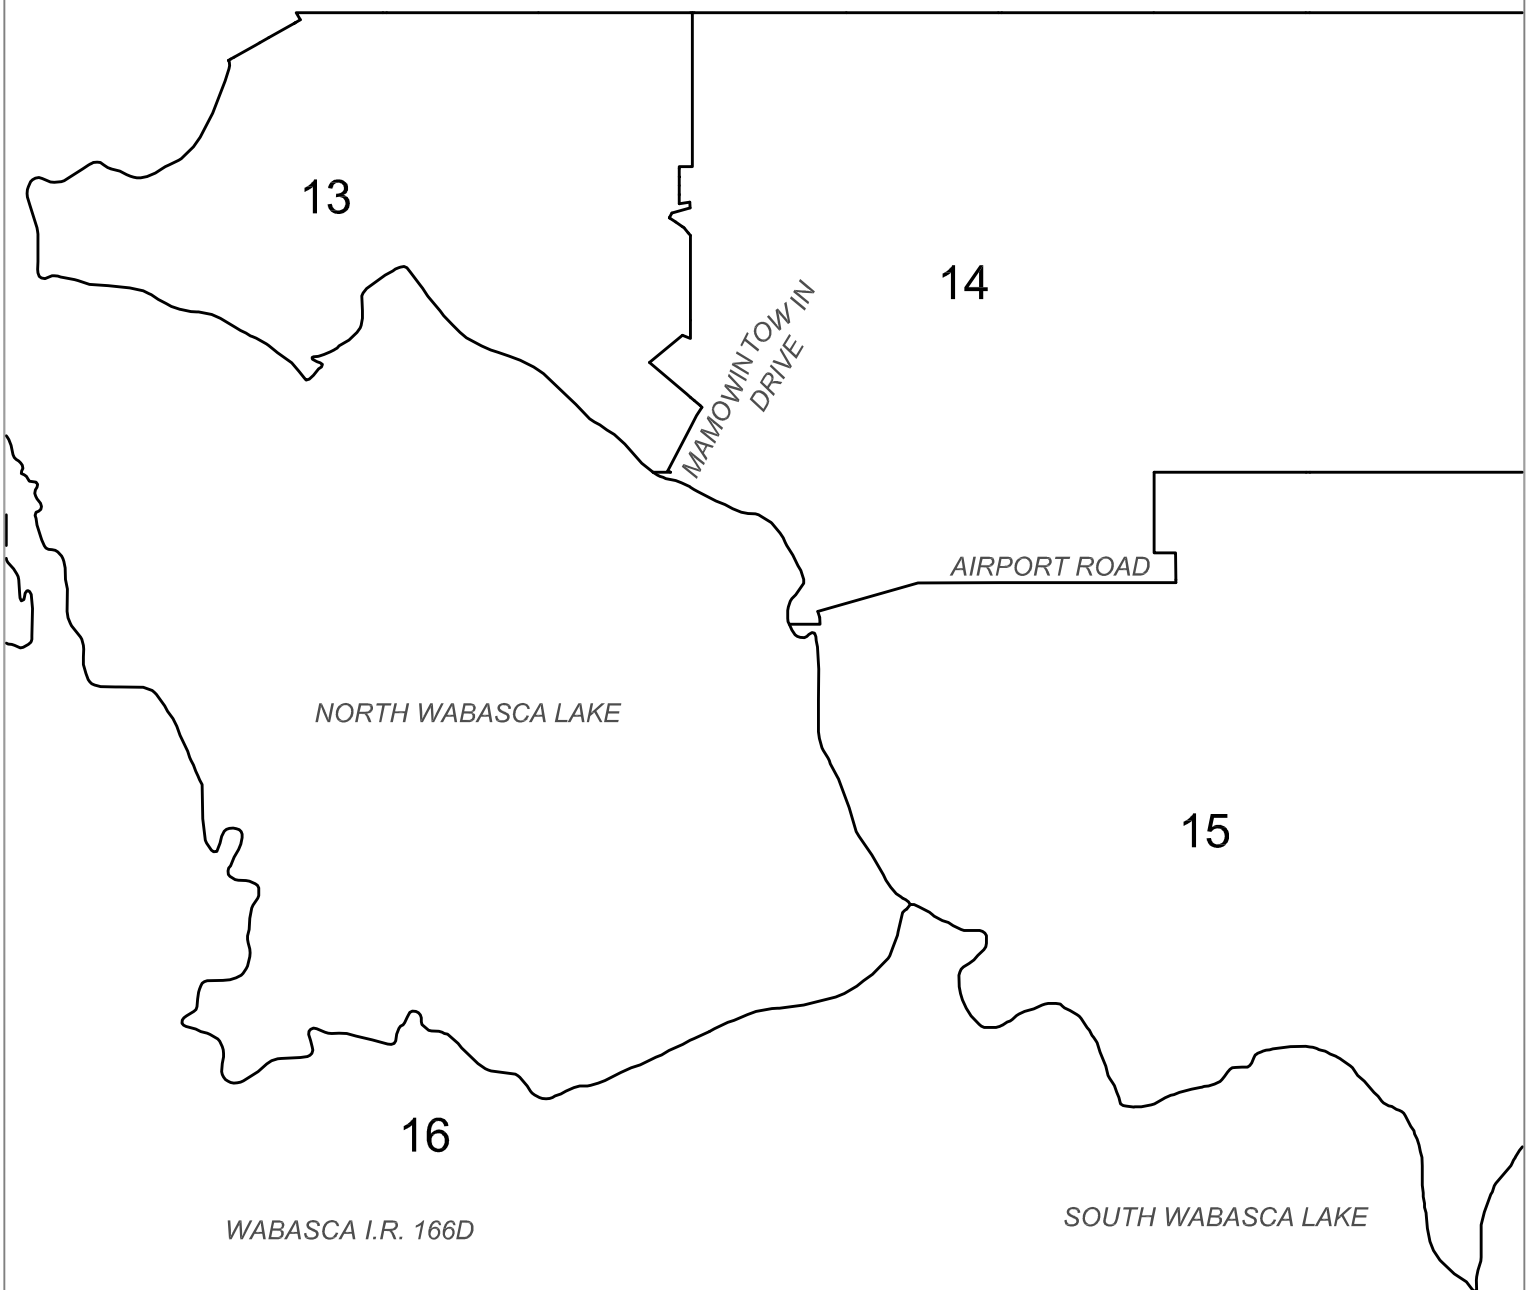 13
14
MAMOWINTOWIN
DRIVE
AIRPORT ROAD
NORTH WABASCA LAKE
15
16
SOUTH WABASCA LAKE
WABASCA I.R. 166D